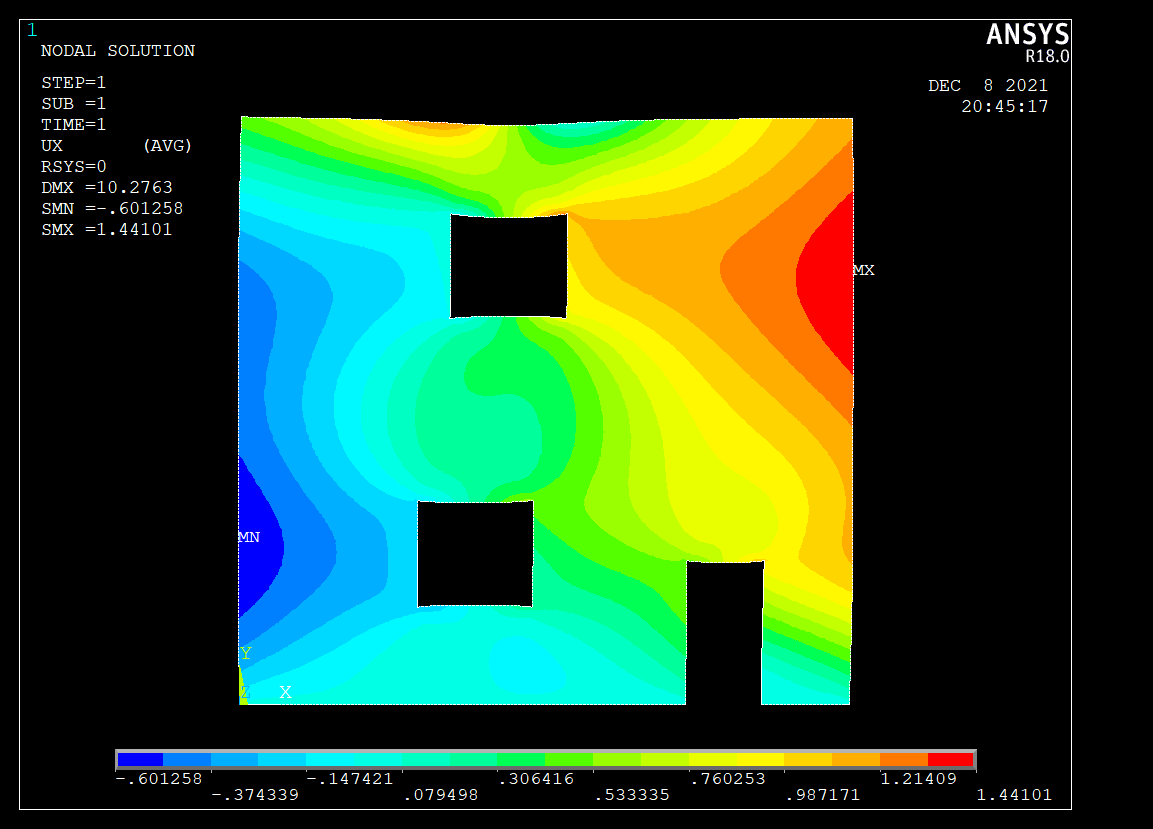 1
ANSYS
R18.0
NODAL SOLUTION
STEP=1
SUB =1
TIME=1
UX (AVG)
RSYS=0
DMX =10.2763
SMN =-.601258
SMX =1.44101
DEC 8 2021
20:45:17
MX
MN
Y
Z X
-.601258 -.147421 .306416 .760253 1.21409
-.374339 .079498 .533335 .987171 1.44101